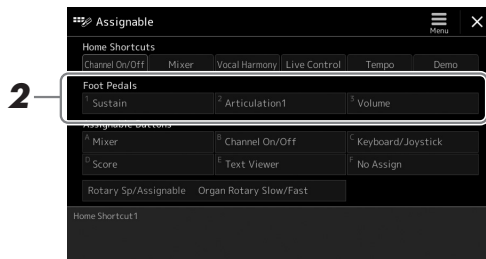 Assignable
Menu
Home Shortcuts
Channel On/Off Mixer Vocal Harmony Live Control Tempo Demo
2
Foot Pedals
1 Sustain 2 Articulation1 3 Volume
Assignable Buttons
A Mixer B Channel On/Off C Keyboard/Joystick
D Score E Text Viewer F No Assign
Rotary Sp/Assignable Organ Rotary Slow/Fast
Home Shortcut1